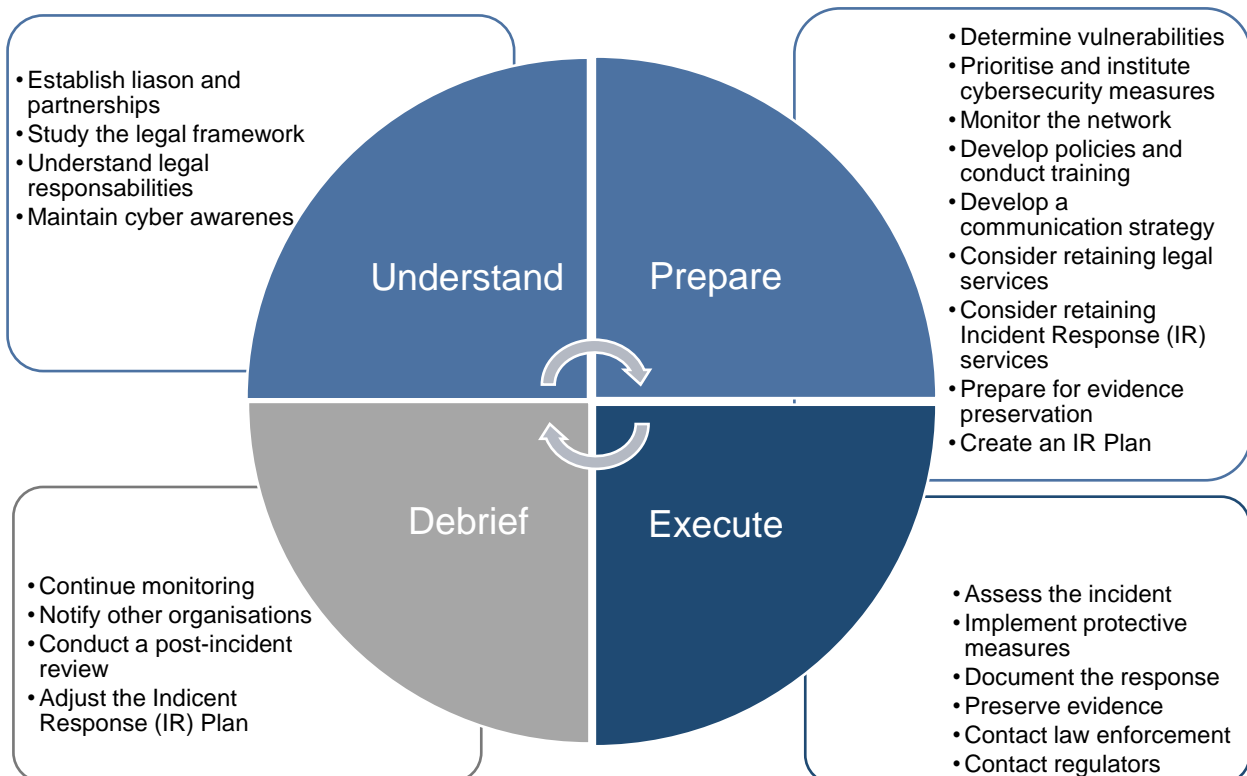 • Establish liason and
partnerships
• Study the legal framework
• Understand legal
responsabilities
• Maintain cyber awarenes
• Determine vulnerabilities
• Prioritise and institute
cybersecurity measures
• Monitor the network
• Develop policies and
conduct training
• Develop a
communication strategy
• Consider retaining legal
services
• Consider retaining
Incident Response (IR)
services
• Prepare for evidence
preservation
• Create an IR Plan
Understand
Prepare
Debrief
Execute
• Continue monitoring
• Notify other organisations
• Conduct a post-incident
review
• Adjust the Indicent
Response (IR) Plan
• Assess the incident
• Implement protective
measures
• Document the response
• Preserve evidence
• Contact law enforcement
• Contact regulators